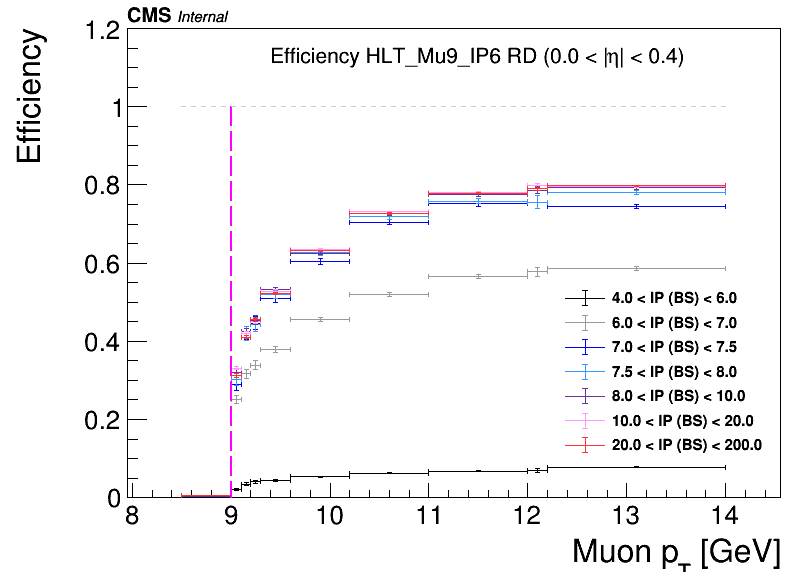 CMS Internal
Efficiency HLT_Mu9_IP6 RD (0.0 < |η| < 0.4)
Efficiency
1.2
1
0.8
0.6
0.4
0.2
0
4.0 < IP (BS) < 6.0
6.0 < IP (BS) < 7.0
7.0 < IP (BS) < 7.5
7.5 < IP (BS) < 8.0
8.0 < IP (BS) < 10.0
10.0 < IP (BS) < 20.0
20.0 < IP (BS) < 200.0
8 9 10 11 12 13 14
Muon p_T [GeV]